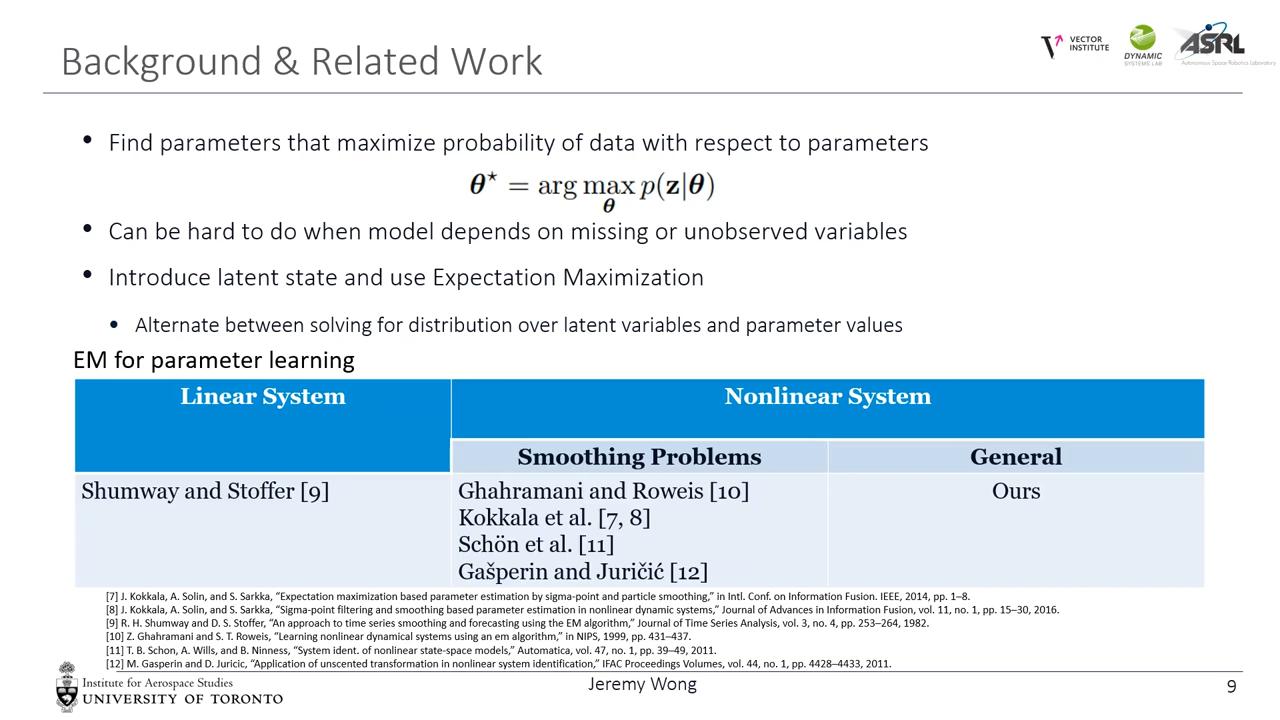 Background & Related Work
VECTOR
INSTITUTE
DYNAMIC
SYSTEMS LAB
ASRL
Autonomous Space Robotics Laboratory
• Find parameters that maximize probability of data with respect to parameters
θ* = arg max p(z|θ)
θ
• Can be hard to do when model depends on missing or unobserved variables
• Introduce latent state and use Expectation Maximization
• Alternate between solving for distribution over latent variables and parameter values
EM for parameter learning
Linear System
Nonlinear System
Smoothing Problems
General
Shumway and Stoffer [9]
Ghahramani and Roweis [10]
Kokkala et al. [7, 8]
Schön et al. [11]
Gašperin and Juričić [12]
Ours
[7] J. Kokkala, A. Solin, and S. Sarkka, “Expectation maximization based parameter estimation by sigma-point and particle smoothing,” in Intl. Conf. on Information Fusion. IEEE, 2014, pp. 1–8.
[8] J. Kokkala, A. Solin, and S. Sarkka, “Sigma-point filtering and smoothing based parameter estimation in nonlinear dynamic systems,” Journal of Advances in Information Fusion, vol. 11, no. 1, pp. 15–30, 2016.
[9] R. H. Shumway and D. S. Stoffer, “An approach to time series smoothing and forecasting using the EM algorithm,” Journal of Time Series Analysis, vol. 3, no. 4, pp. 253–264, 1982.
[10] Z. Ghahramani and S. T. Roweis, “Learning nonlinear dynamical systems using an em algorithm,” in NIPS, 1999, pp. 431–437.
[11] T. B. Schon, A. Wills, and B. Ninness, “System ident. of nonlinear state-space models,” Automatica, vol. 47, no. 1, pp. 39–49, 2011.
[12] M. Gasperin and D. Juricic, “Application of unscented transformation in nonlinear system identification,” IFAC Proceedings Volumes, vol. 44, no. 1, pp. 4428–4433, 2011.
Institute for Aerospace Studies
UNIVERSITY OF TORONTO
Jeremy Wong
9